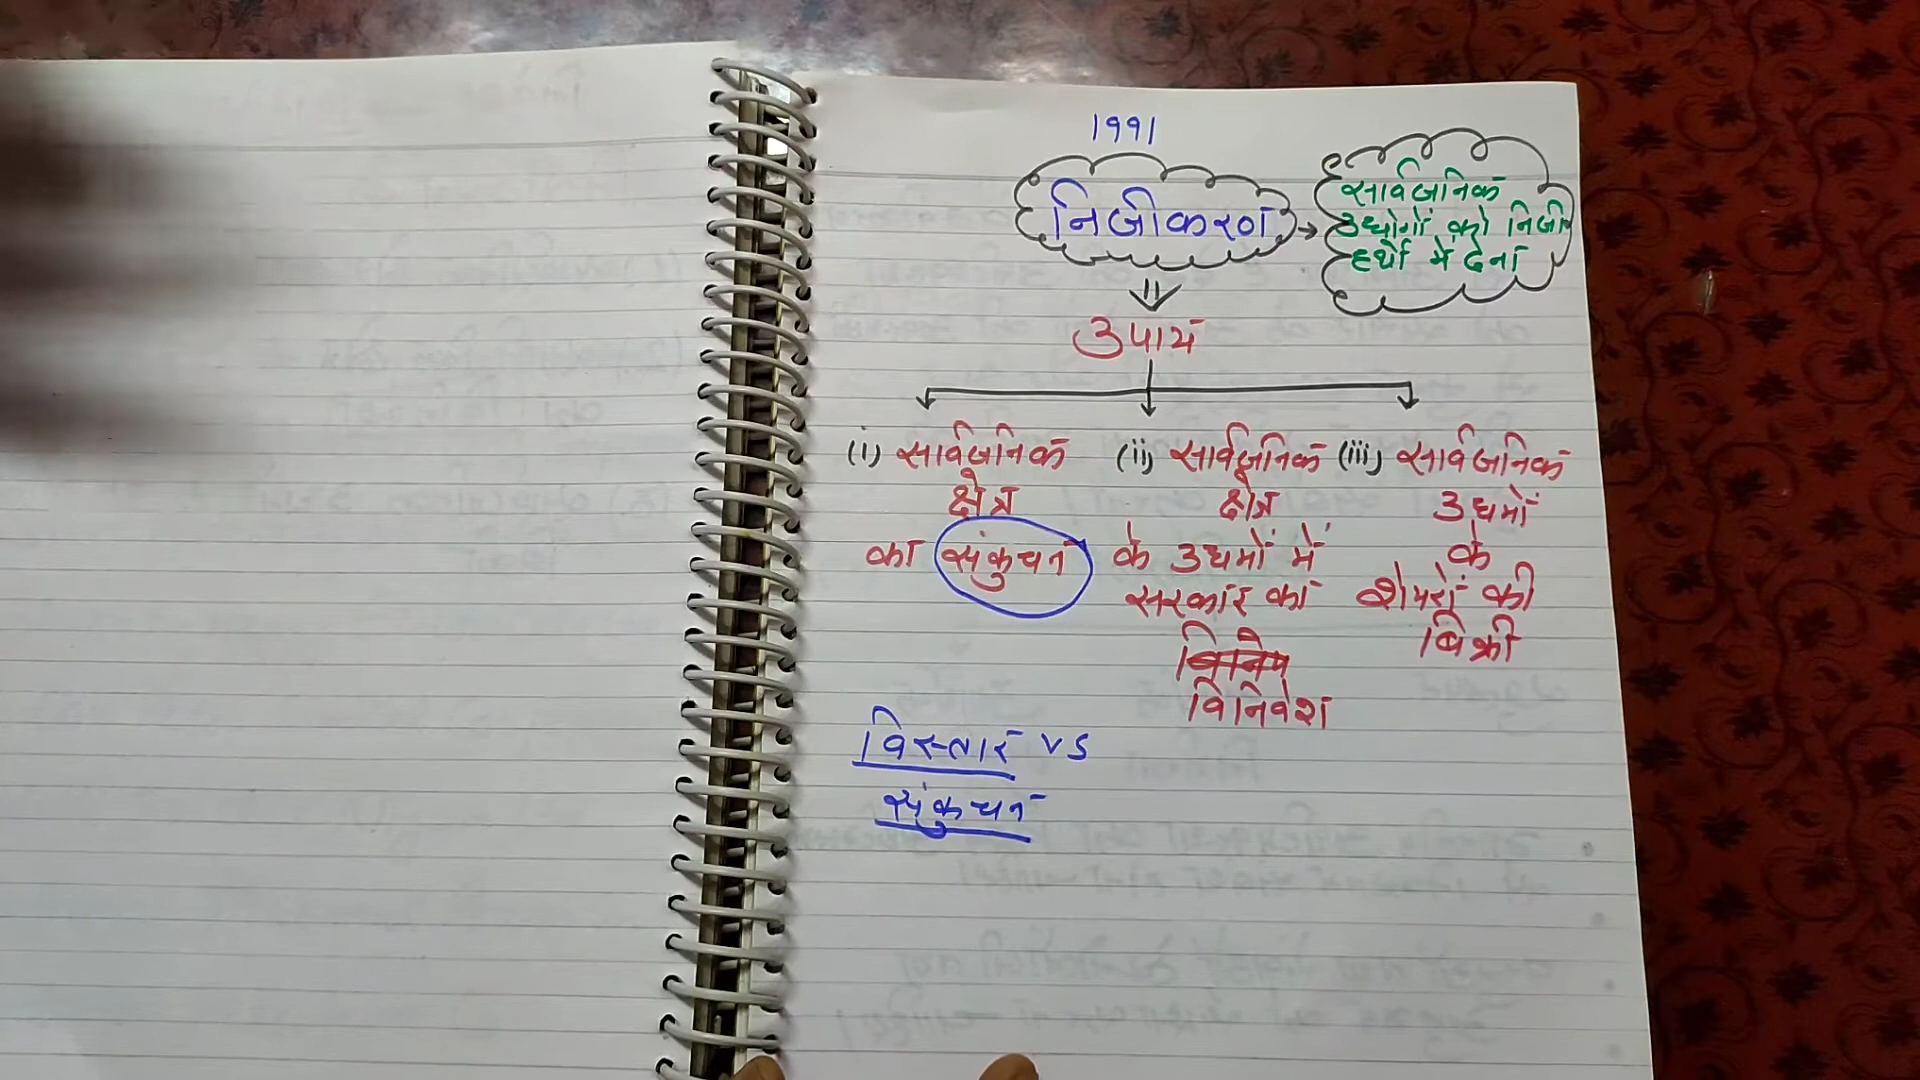 1991
निजीकरण →
सार्वजनिक
उद्योगों को निजी
हाथों में देना
उपाय
(i) सार्वजनिक
क्षेत्र
का संकुचन
(ii) सार्वजनिक
क्षेत्र
के उद्यमों में
सरकार का
विनिवेश
(iii) सार्वजनिक
उद्यमों
के
शेयरों की
बिक्री
विस्तार vs
संकुचन